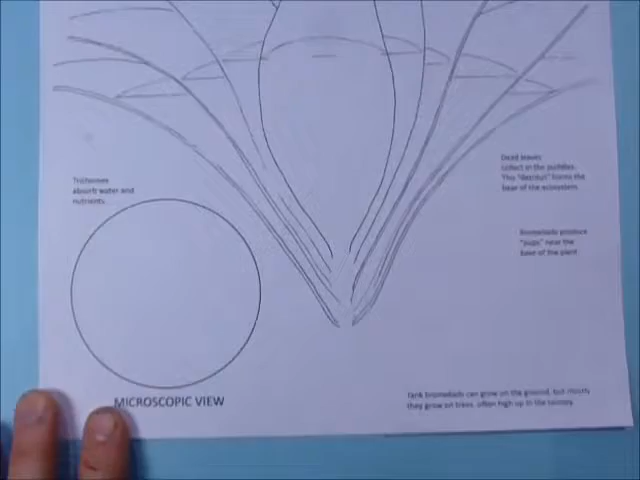 Trichomes
absorb water and
nutrients.
Dead leaves
collect in the puddles.
This "detritus" forms the
base of the ecosystem.
Bromeliads produce
"pups" near the
base of the plant
MICROSCOPIC VIEW
Tank bromeliads can grow on the ground, but mostly
they grow on trees, often high up in the canopy